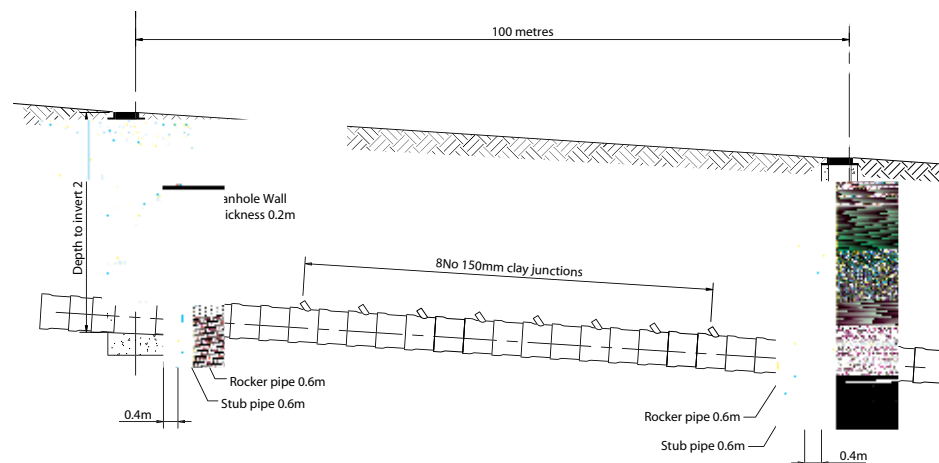 100 metres
Depth to invert 2
anhole Wall
ickness 0.2m
8No 150mm clay junctions
Rocker pipe 0.6m
Stub pipe 0.6m
0.4m
Rocker pipe 0.6m
Stub pipe 0.6m
0.4m